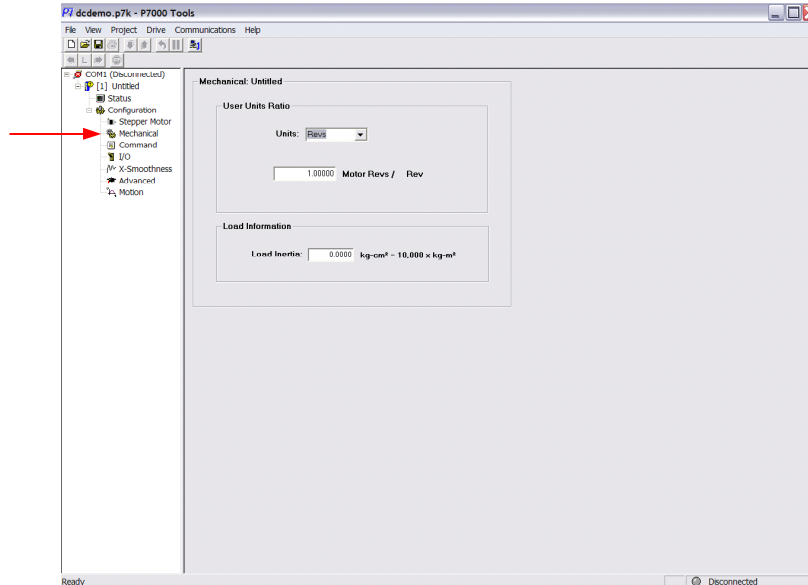 P7 dcdemo.p7k - P7000 Tools
File View Project Drive Communications Help
COM1 (Disconnected)
[1] Untitled
Status
Configuration
Stepper Motor
Mechanical
Command
I/O
X-Smoothness
Advanced
Motion
Mechanical: Untitled
User Units Ratio
Units: Revs
1.00000 Motor Revs / Rev
Load Information
Load Inertia: 0.0000 kg-cm² = 10,000 x kg-m²
Ready
Disconnected